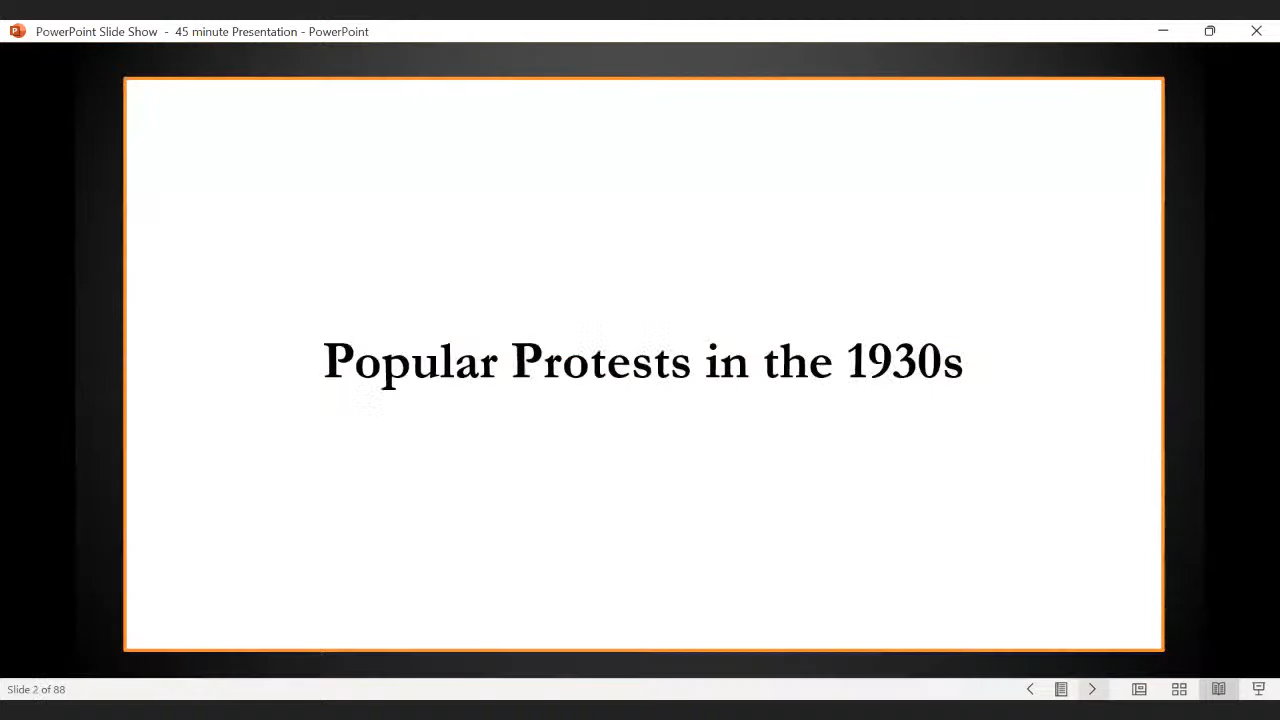 PowerPoint Slide Show - 45 minute Presentation - PowerPoint
Popular Protests in the 1930s
Slide 2 of 88